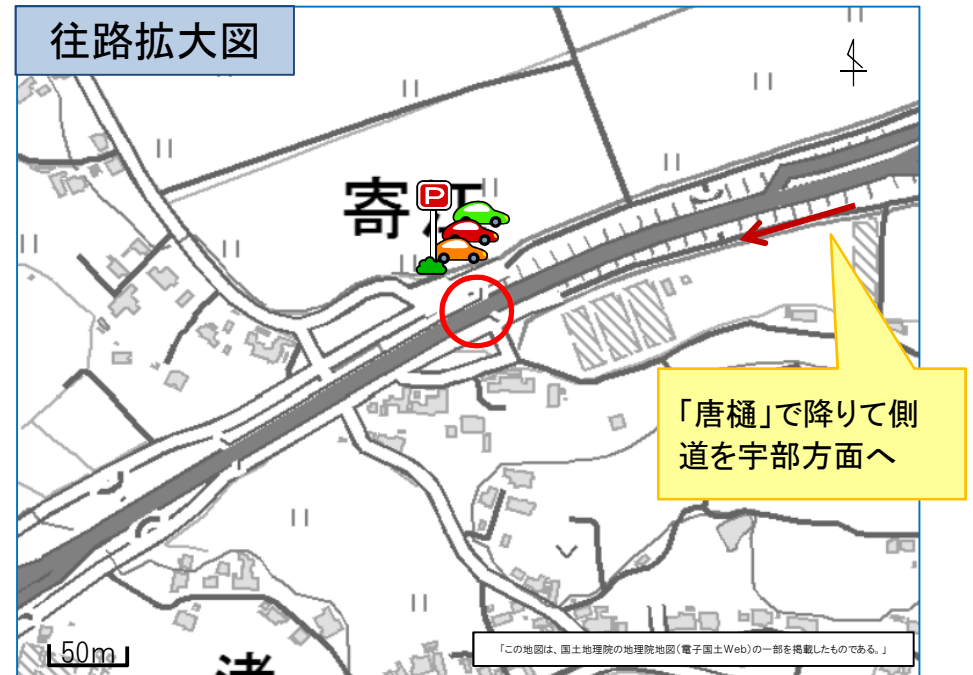 往路拡大図
P
寄江
「唐樋」で降りて側
道を宇部方面へ
50m
「この地図は、国土地理院の地理院地図(電子国土Web)の一部を掲載したものである。」